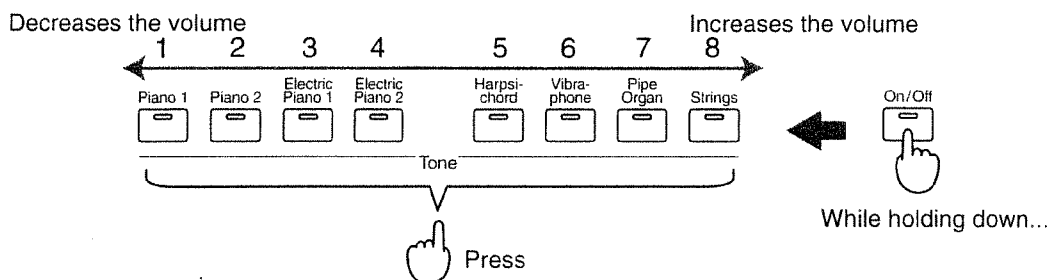 Decreases the volume
Increases the volume
1 2 3 4 5 6 7 8
Piano 1
Piano 2
Electric
Piano 1
Electric
Piano 2
Harpsi-
chord
Vibra-
phone
Pipe
Organ
Strings
On/Off
Tone
While holding down...
Press